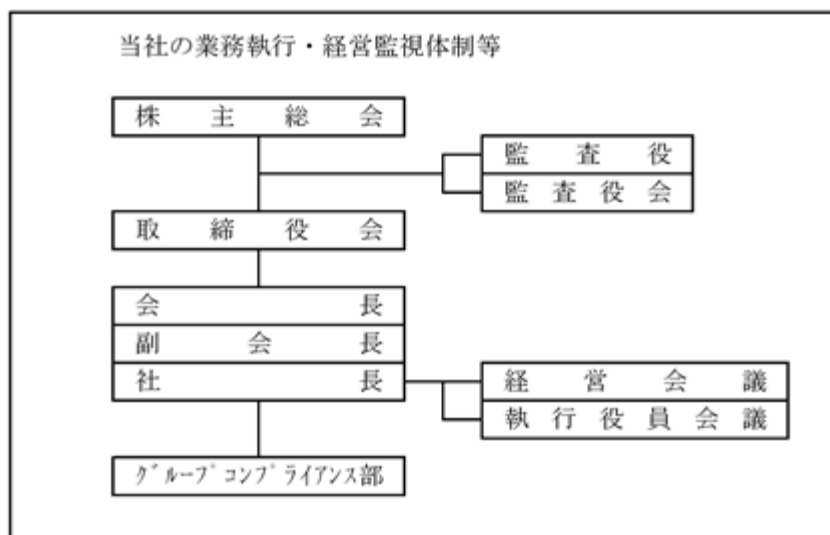 当社の業務執行・経営監視体制等
株主総会
監査役
監査役会
取締役会
会長
副会長
社長
経営会議
執行役員会議
ｸﾞﾙｰﾌﾟｺﾝﾌﾟﾗｲｱﾝｽ部